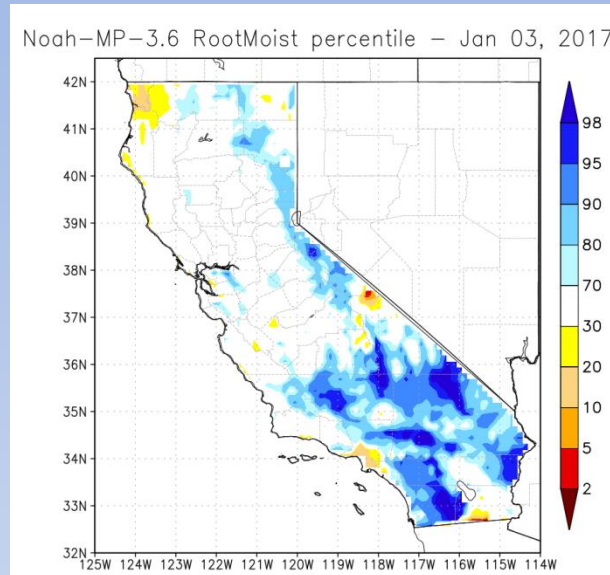 Noah-MP-3.6 RootMoist percentile - Jan 03, 2017
42N
41N
40N
39N
38N
37N
36N
35N
34N
33N
32N
125W 124W 123W 122W 121W 120W 119W 118W 117W 116W 115W 114W
98
95
90
80
70
30
20
10
5
2